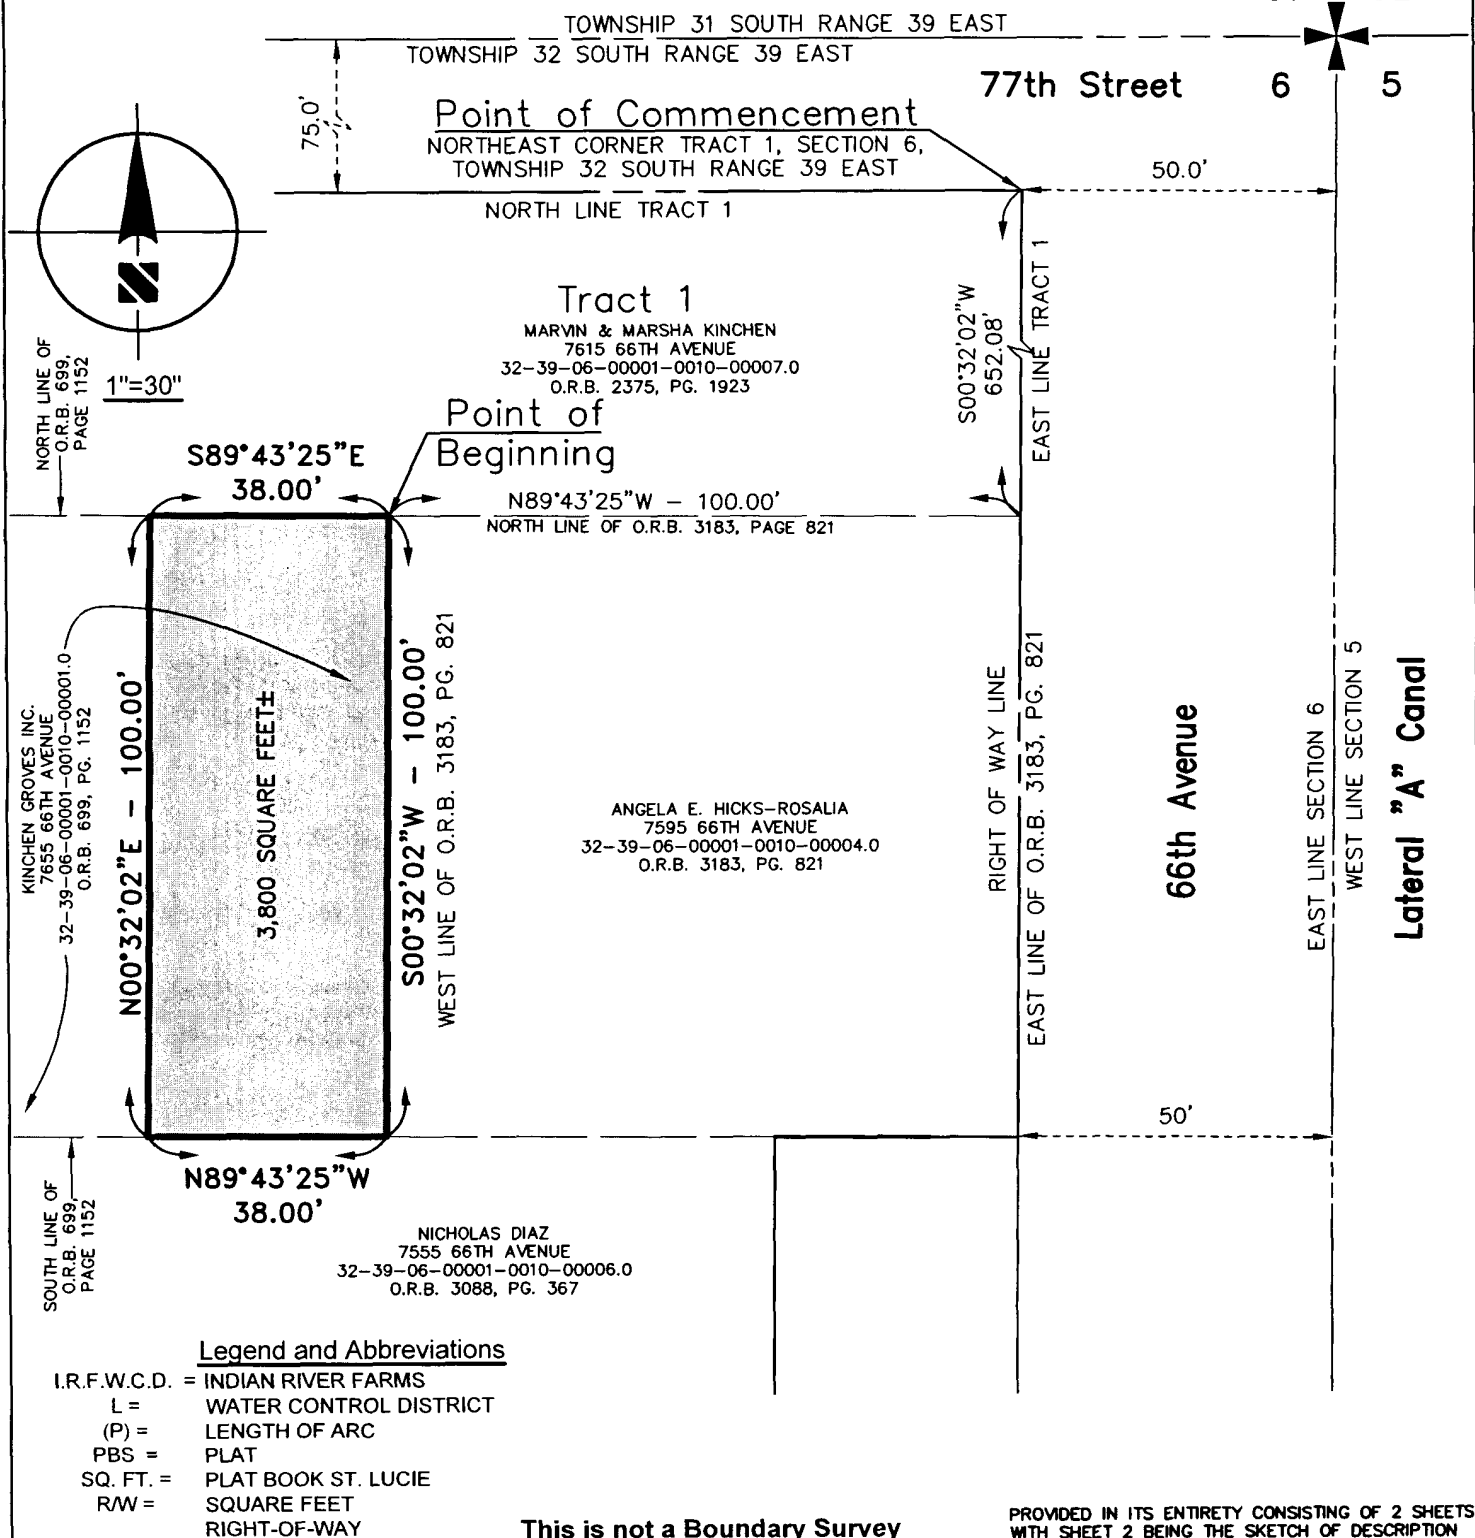 TOWNSHIP 31 SOUTH RANGE 39 EAST
TOWNSHIP 32 SOUTH RANGE 39 EAST
77th Street
6
5
75.0'
Point of Commencement
NORTHEAST CORNER TRACT 1, SECTION 6,
TOWNSHIP 32 SOUTH RANGE 39 EAST
50.0'
NORTH LINE TRACT 1
N
1"=30"
Tract 1
MARVIN & MARSHA KINCHEN
7615 66TH AVENUE
32-39-06-00001-0010-00007.0
O.R.B. 2375, PG. 1923
S00°32'02"W
652.08'
EAST LINE TRACT 1
NORTH LINE OF
O.R.B. 699,
PAGE 1152
Point of
Beginning
S89°43'25"E
38.00'
N89°43'25"W - 100.00'
NORTH LINE OF O.R.B. 3183, PAGE 821
KINCHEN GROVES INC.
7655 66TH AVENUE
32-39-06-00001-0010-00001.0
O.R.B. 699, PG. 1152
N00°32'02"E - 100.00'
3,800 SQUARE FEET±
S00°32'02"W - 100.00'
WEST LINE OF O.R.B. 3183, PG. 821
ANGELA E. HICKS-ROSALIA
7595 66TH AVENUE
32-39-06-00001-0010-00004.0
O.R.B. 3183, PG. 821
RIGHT OF WAY LINE
EAST LINE OF O.R.B. 3183, PG. 821
66th Avenue
EAST LINE SECTION 6
WEST LINE SECTION 5
Lateral "A" Canal
50'
N89°43'25"W
38.00'
SOUTH LINE OF
O.R.B. 699,
PAGE 1152
NICHOLAS DIAZ
7555 66TH AVENUE
32-39-06-00001-0010-00006.0
O.R.B. 3088, PG. 367
Legend and Abbreviations
I.R.F.W.C.D. = INDIAN RIVER FARMS
L = WATER CONTROL DISTRICT
(P) = LENGTH OF ARC
PBS = PLAT
SQ. FT. = PLAT BOOK ST. LUCIE
R/W = SQUARE FEET
RIGHT-OF-WAY
This is not a Boundary Survey
PROVIDED IN ITS ENTIRETY CONSISTING OF 2 SHEETS
WITH SHEET 2 BEING THE SKETCH OF DESCRIPTION